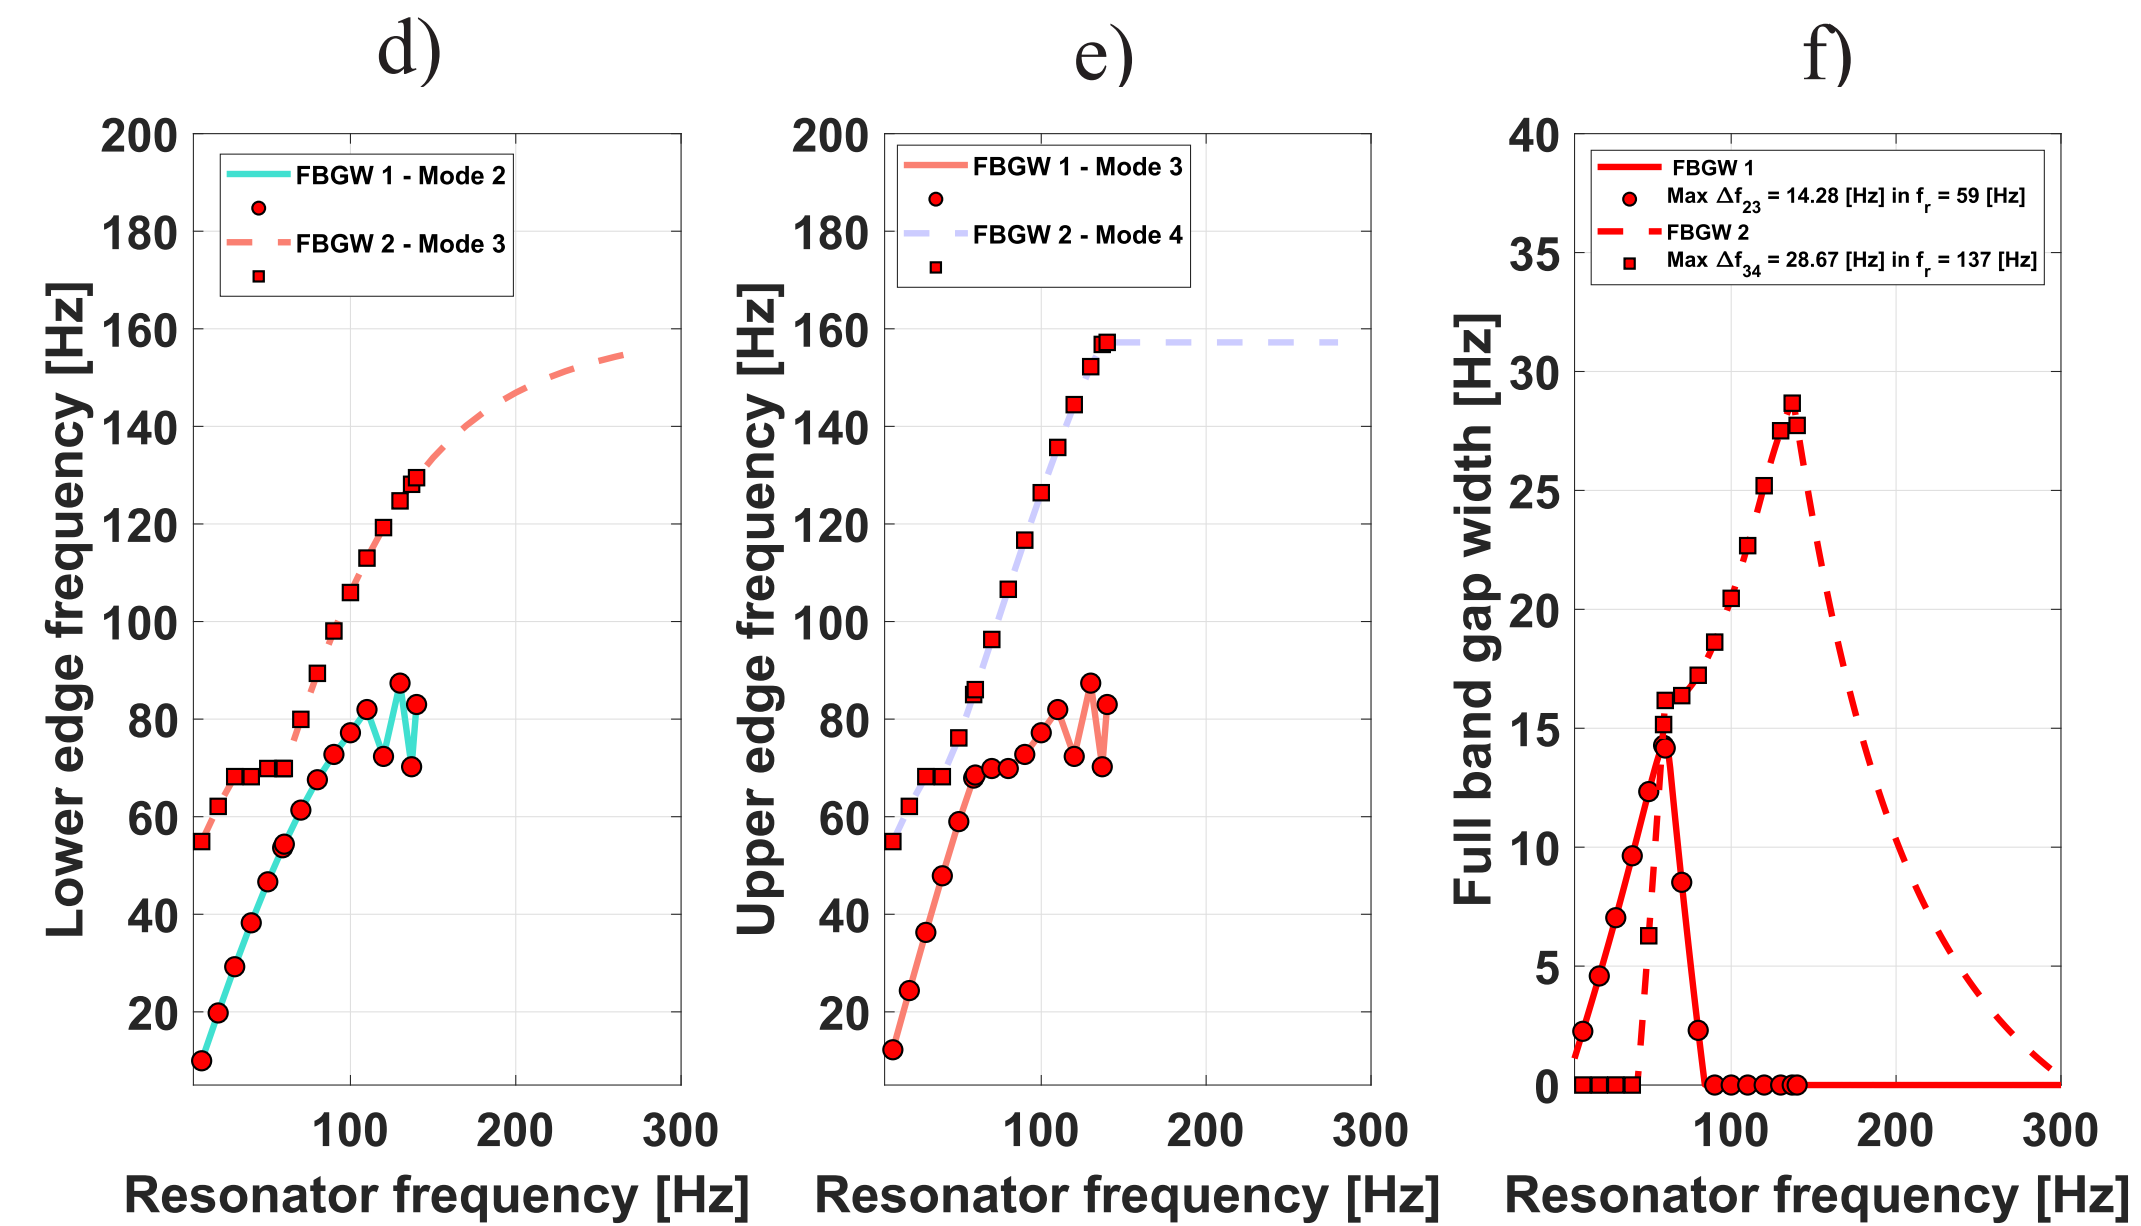 d)
200
180
160
140
120
100
80
60
40
20
100
200
300
Lower edge frequency [Hz]
Resonator frequency [Hz]
FBGW 1 - Mode 2
FBGW 2 - Mode 3
e)
200
180
160
140
120
100
80
60
40
20
100
200
300
Upper edge frequency [Hz]
Resonator frequency [Hz]
FBGW 1 - Mode 3
FBGW 2 - Mode 4
f)
40
35
30
25
20
15
10
5
0
100
200
300
Full band gap width [Hz]
Resonator frequency [Hz]
FBGW 1
Max Δf23 = 14.28 [Hz] in fr = 59 [Hz]
FBGW 2
Max Δf34 = 28.67 [Hz] in fr = 137 [Hz]